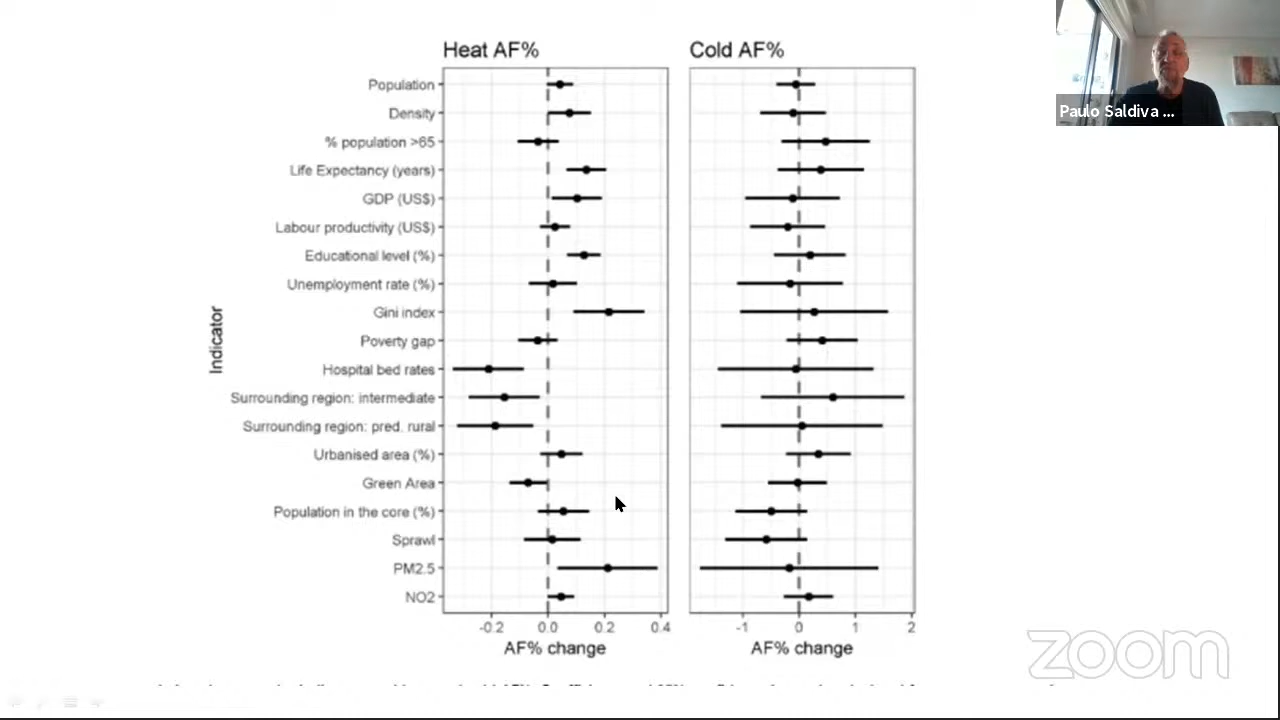 Heat AF%
Cold AF%
Population
Density
% population >65
Life Expectancy (years)
GDP (US$)
Labour productivity (US$)
Educational level (%)
Unemployment rate (%)
Gini index
Poverty gap
Hospital bed rates
Surrounding region: intermediate
Surrounding region: pred. rural
Urbanised area (%)
Green Area
Population in the core (%)
Sprawl
PM2.5
NO2
Indicator
-0.2 0.0 0.2 0.4
-1 0 1 2
AF% change
AF% change
Paulo Saldiva ...
zoom